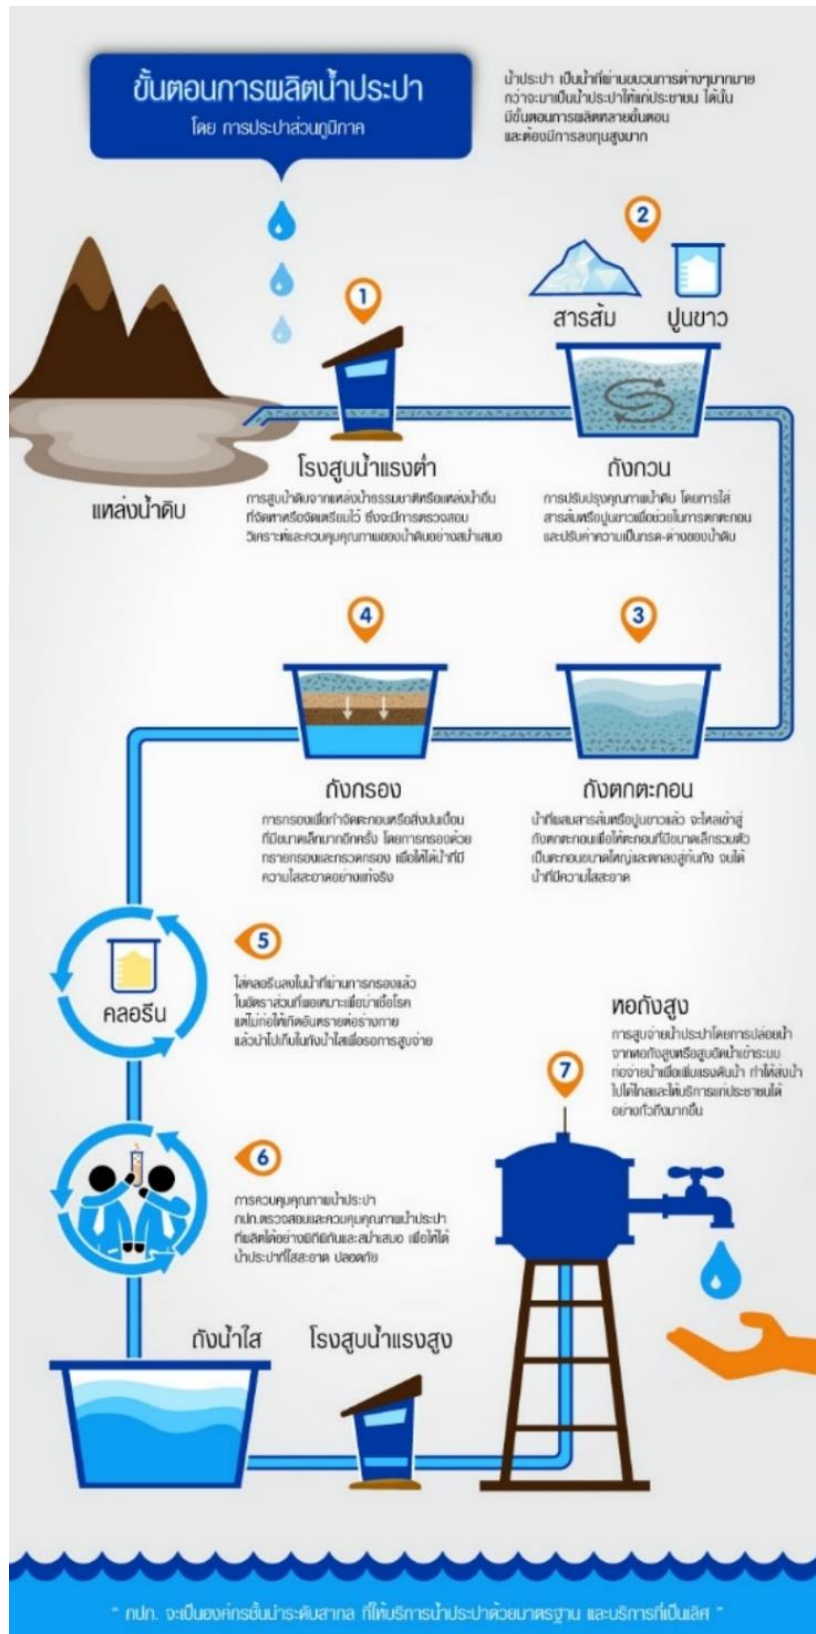 ขั้นตอนการผลิตน้ำประปา
โดย การประปาส่วนภูมิภาค
น้ำประปา เป็นน้ำที่ผ่านขบวนการต่างๆมากมาย
กว่าจะมาเป็นน้ำประปาให้แก่ประชาชน ได้นั้น
มีขั้นตอนการผลิตหลายขั้นตอน
และต้องมีการลงทุนสูงมาก
1
2
สารส้ม
ปูนขาว
แหล่งน้ำดิบ
โรงสูบน้ำแรงต่ำ
การสูบน้ำดิบจากแหล่งน้ำธรรมชาติหรือแหล่งน้ำอื่น
ที่จัดหาหรือจัดเตรียมไว้ ซึ่งจะมีการตรวจสอบ
วิเคราะห์และควบคุมคุณภาพของน้ำดิบอย่างสม่ำเสมอ
ถังกวน
การปรับปรุงคุณภาพน้ำดิบ โดยการใส่
สารส้มหรือปูนขาวเพื่อช่วยในการตกตะกอน
และปรับค่าความเป็นกรด-ด่างของน้ำดิบ
3
ถังตกตะกอน
น้ำที่ผสมสารส้มหรือปูนขาวแล้ว จะไหลเข้าสู่
ถังตกตะกอนเพื่อให้ตะกอนที่มีขนาดเล็กรวมตัว
เป็นตะกอนขนาดใหญ่และตกลงสู่ก้นถัง จนได้
น้ำที่มีความใสสะอาด
4
ถังกรอง
การกรองเพื่อกำจัดตะกอนหรือสิ่งปนเปื้อน
ที่มีขนาดเล็กมากอีกครั้ง โดยการกรองด้วย
ทรายกรองและกรวดกรอง เพื่อให้ได้น้ำที่มี
ความใสสะอาดอย่างแท้จริง
คลอรีน
5
ใส่คลอรีนลงในน้ำที่ผ่านการกรองแล้ว
ในอัตราส่วนที่พอเหมาะเพื่อฆ่าเชื้อโรค
แต่ไม่ก่อให้เกิดอันตรายต่อร่างกาย
แล้วนำไปเก็บในถังน้ำใสเพื่อรอการสูบจ่าย
6
การควบคุมคุณภาพน้ำประปา
กปภ.ตรวจสอบและควบคุมคุณภาพน้ำประปา
ที่ผลิตได้อย่างพิถีพิถันและสม่ำเสมอ เพื่อให้ได้
น้ำประปาที่ใสสะอาด ปลอดภัย
7
หอถังสูง
การสูบจ่ายน้ำประปาโดยการปล่อยน้ำ
จากหอถังสูงหรือสูบอัดน้ำเข้าระบบ
ท่อจ่ายน้ำเพื่อเพิ่มแรงดันน้ำ ทำให้ส่งน้ำ
ไปได้ไกลและให้บริการแก่ประชาชนได้
อย่างทั่วถึงมากขึ้น
ถังน้ำใส
โรงสูบน้ำแรงสูง
" กปภ. จะเป็นองค์กรชั้นนำระดับสากล ที่ให้บริการน้ำประปาด้วยมาตรฐาน และบริการที่เป็นเลิศ "